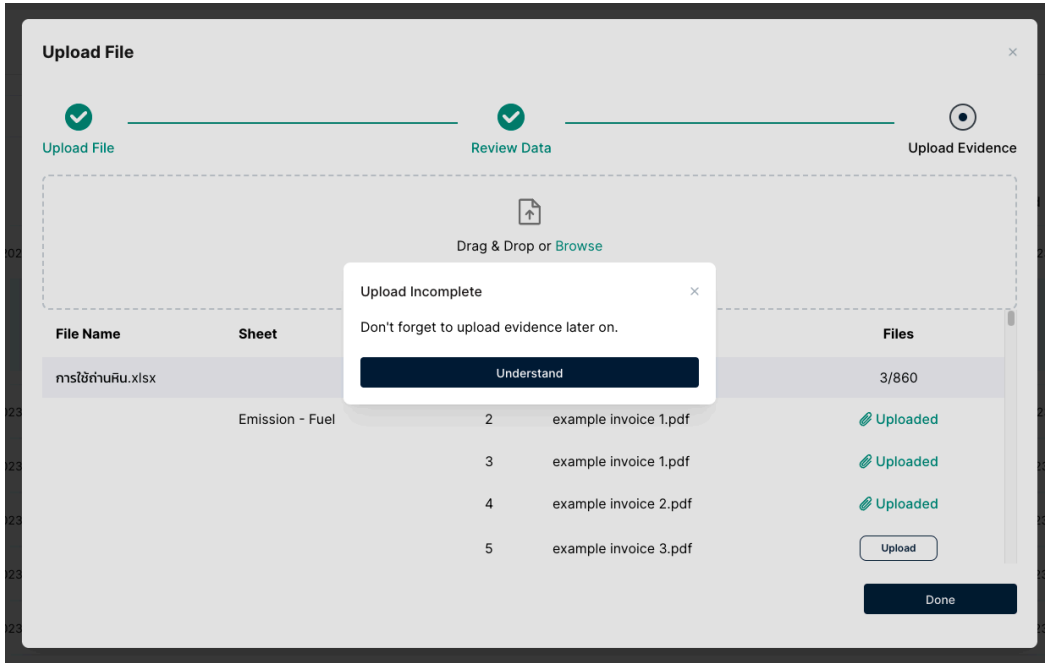 Upload File
Upload File
Review Data
Upload Evidence
Drag & Drop or Browse
Upload Incomplete
Don't forget to upload evidence later on.
Understand
File Name Sheet Files
การใช้ถ่านหิน.xlsx 3/860
Emission - Fuel 2 example invoice 1.pdf Uploaded
3 example invoice 1.pdf Uploaded
4 example invoice 2.pdf Uploaded
5 example invoice 3.pdf Upload
Done